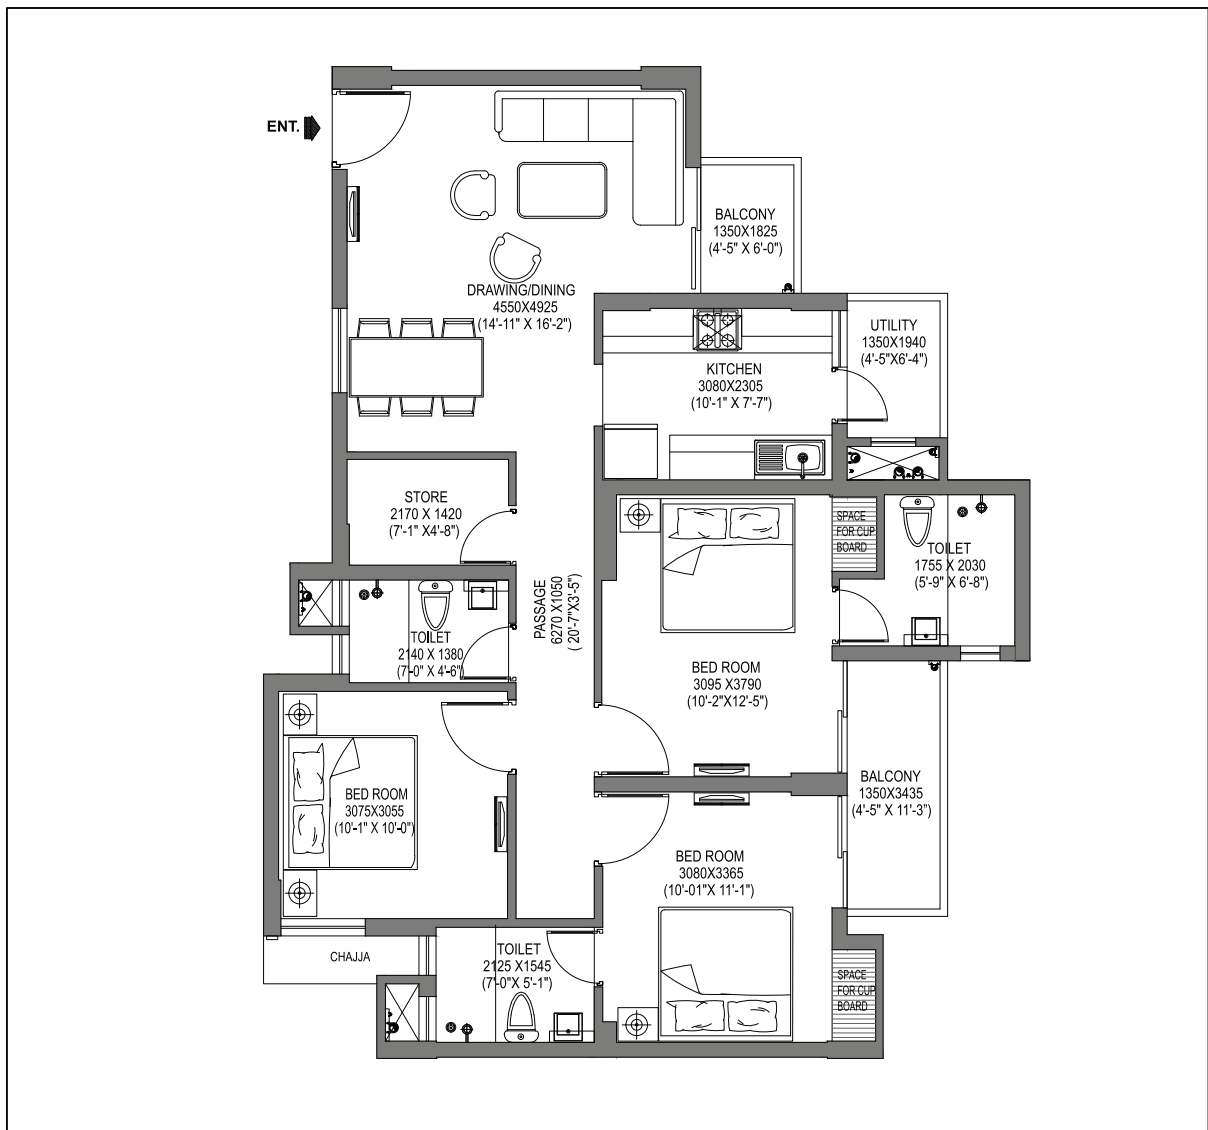 ENT.
BALCONY
1350X1825
(4'-5" X 6'-0")
DRAWING/DINING
4550X4925
(14'-11" X 16'-2")
UTILITY
1350X1940
(4'-5"X6'-4")
KITCHEN
3080X2305
(10'-1" X 7'-7")
STORE
2170 X 1420
(7'-1" X4'-8")
SPACE
FOR CUP
BOARD
TOILET
1755 X 2030
(5'-9" X 6'-8")
PASSAGE
6270 X1050
( 20'-7"X3'-5")
TOILET
2140 X 1380
(7'-0" X 4'-6")
BED ROOM
3095 X3790
(10'-2"X12'-5")
BED ROOM
3075X3055
(10'-1" X 10'-0")
BALCONY
1350X3435
(4'-5" X 11'-3")
BED ROOM
3080X3365
(10'-01"X 11'-1")
CHAJJA
TOILET
2125 X1545
(7'-0"X 5'-1")
SPACE
FOR CUP
BOARD